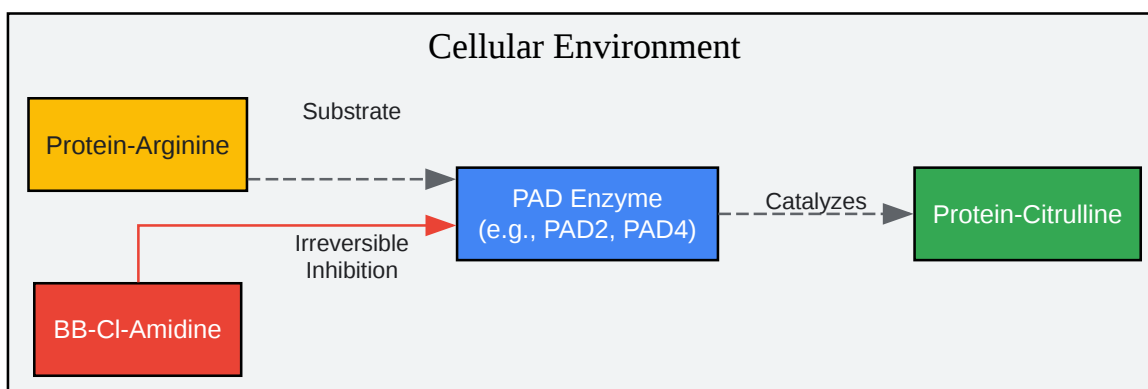 Cellular Environment
Substrate
Protein-Arginine
PAD Enzyme
(e.g., PAD2, PAD4)
Catalyzes
Protein-Citrulline
Irreversible
Inhibition
BB-Cl-Amidine